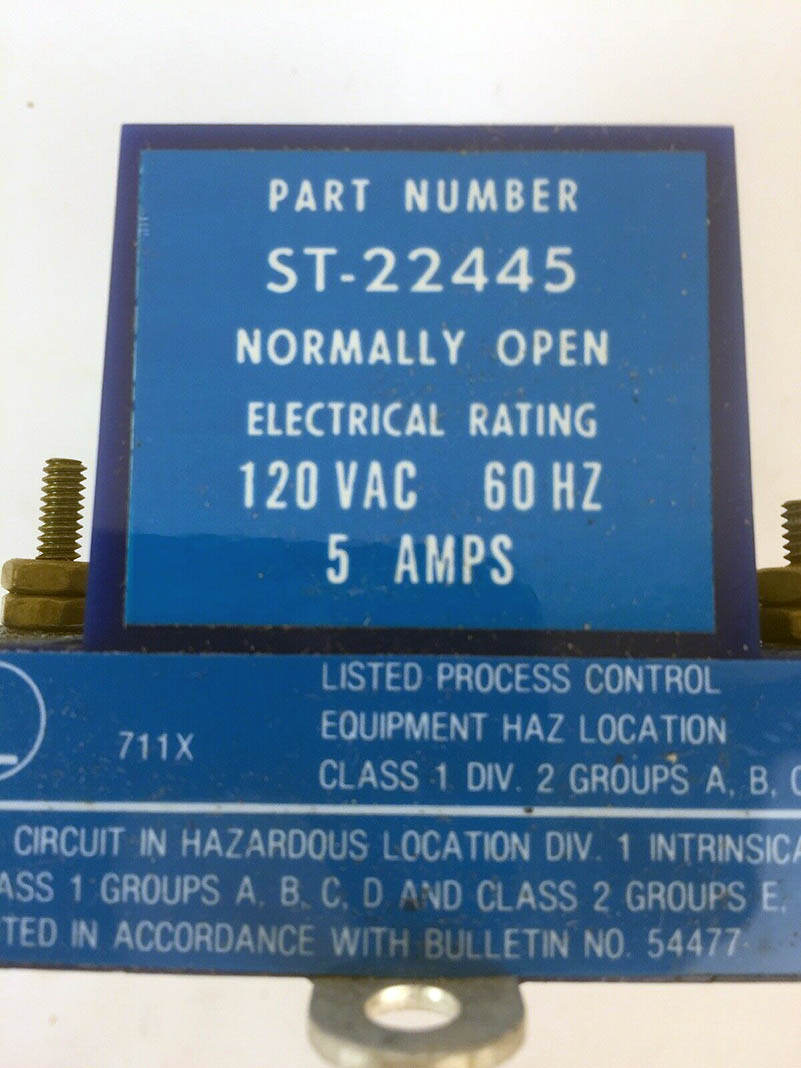 PART NUMBER
ST-22445
NORMALLY OPEN
ELECTRICAL RATING
120 VAC 60 HZ
5 AMPS
LISTED PROCESS CONTROL
711X EQUIPMENT HAZ LOCATION
CLASS 1 DIV. 2 GROUPS A, B,
CIRCUIT IN HAZARDOUS LOCATION DIV. 1
1 GROUPS A, B, C, D AND CLASS 2 GROUPS E,
IN ACCORDANCE WITH BULLETIN NO. 54477